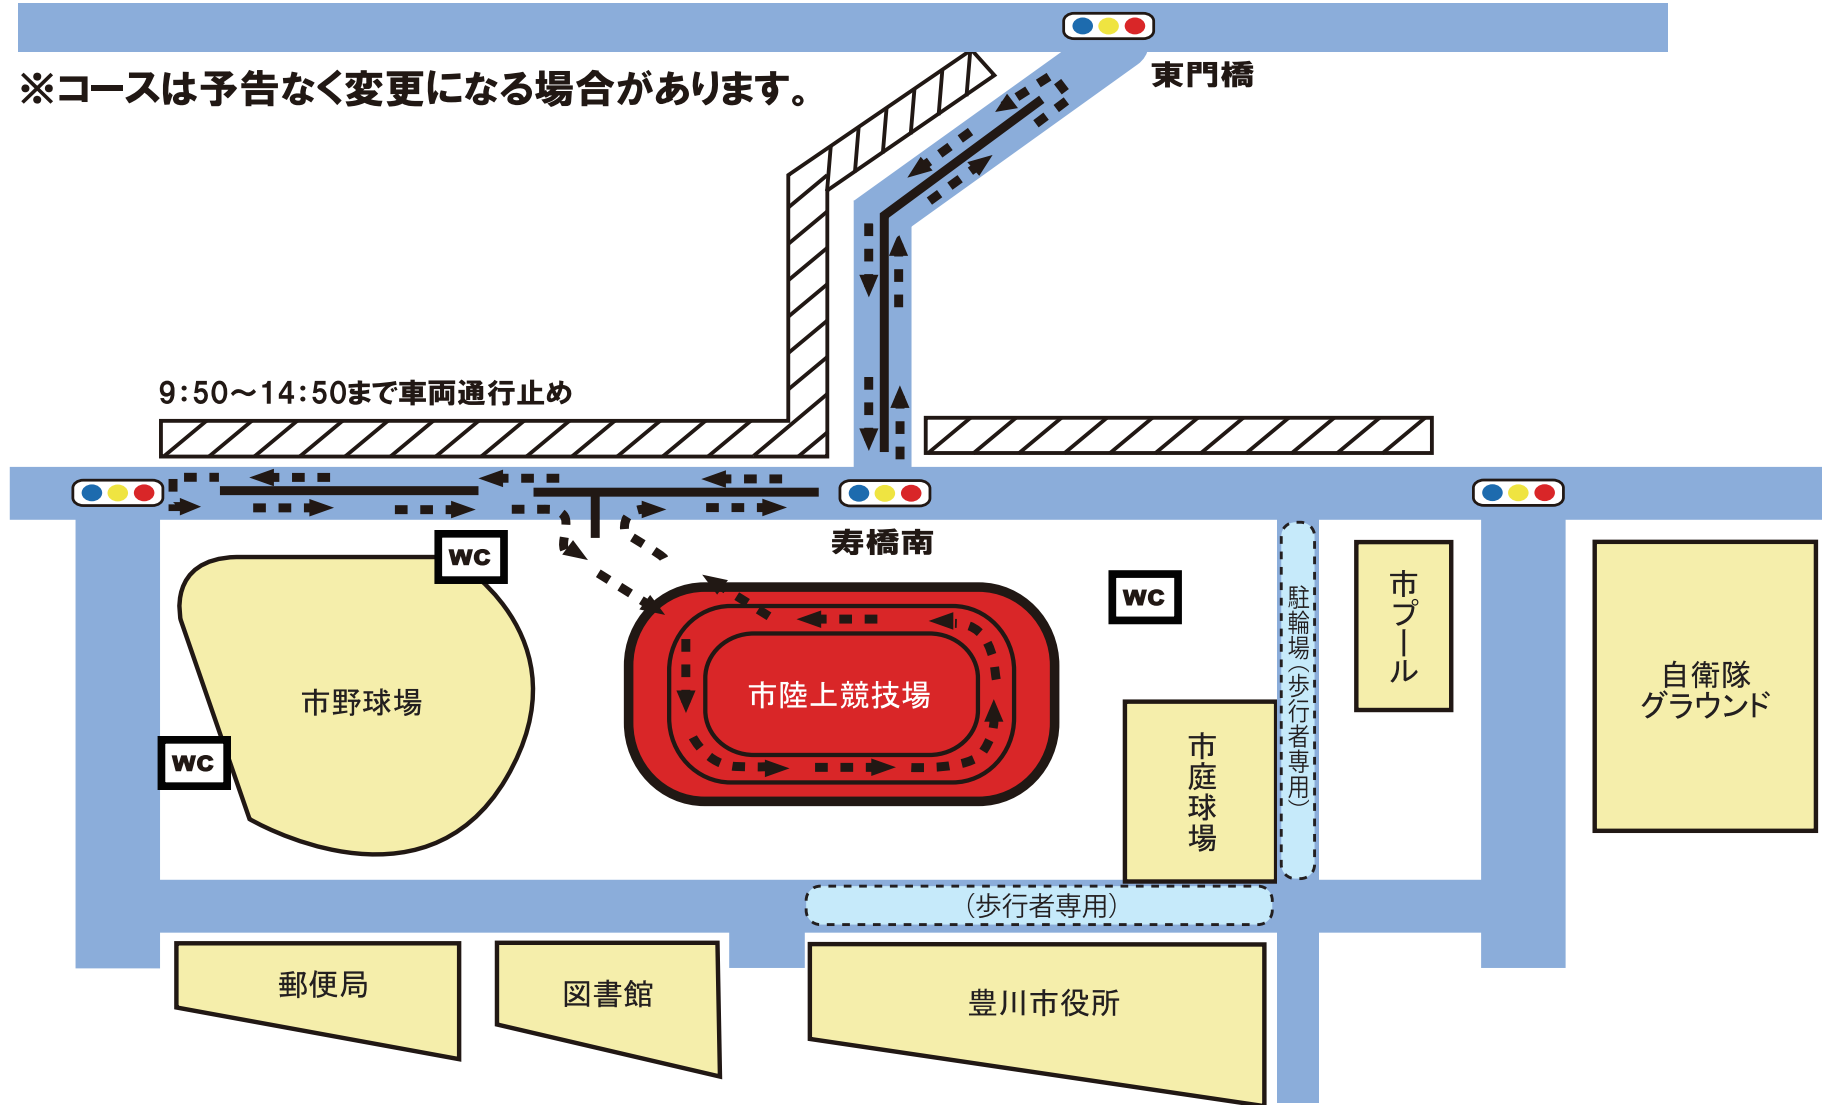 ※コースは予告なく変更になる場合があります。
東門橋
9:50～14:50まで車両通行止め
寿橋南
WC
WC
WC
市野球場
市陸上競技場
市庭球場
駐輪場(歩行者専用)
市プール
自衛隊
グラウンド
(歩行者専用)
郵便局
図書館
豊川市役所